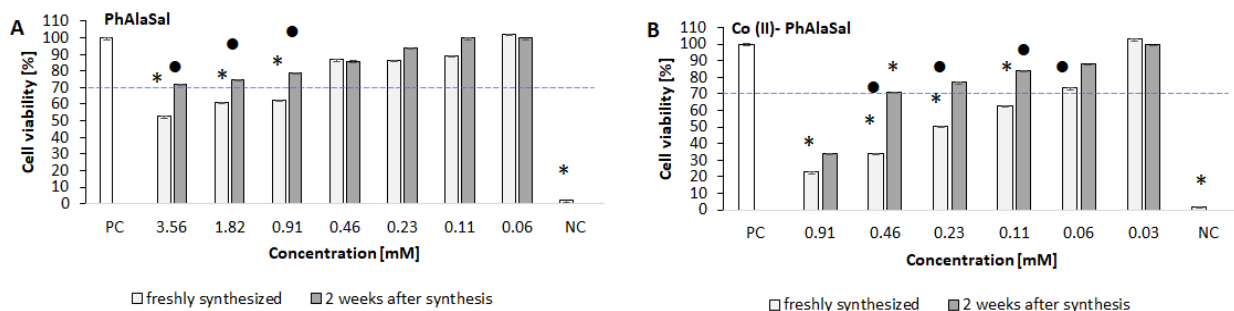 A
PhAlaSal
Cell viability [%]
110
100
90
80
70
60
50
40
30
20
10
0
* ● * ● * ● *
PC 3.56 1.82 0.91 0.46 0.23 0.11 0.06 NC
Concentration [mM]
freshly synthesized 2 weeks after synthesis
B
Co (II)- PhAlaSal
Cell viability [%]
110
100
90
80
70
60
50
40
30
20
10
0
* ● * * ● * * ● ● *
PC 0.91 0.46 0.23 0.11 0.06 0.03 NC
Concentration [mM]
freshly synthesized 2 weeks after synthesis